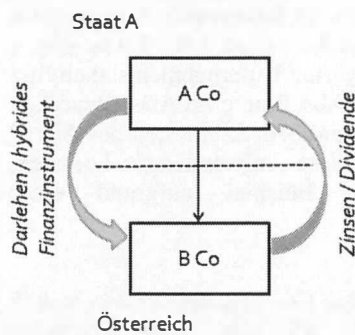 Staat A
A Co
Darlehen / hybrides
Finanzinstrument
Zinsen / Dividende
B Co
Österreich